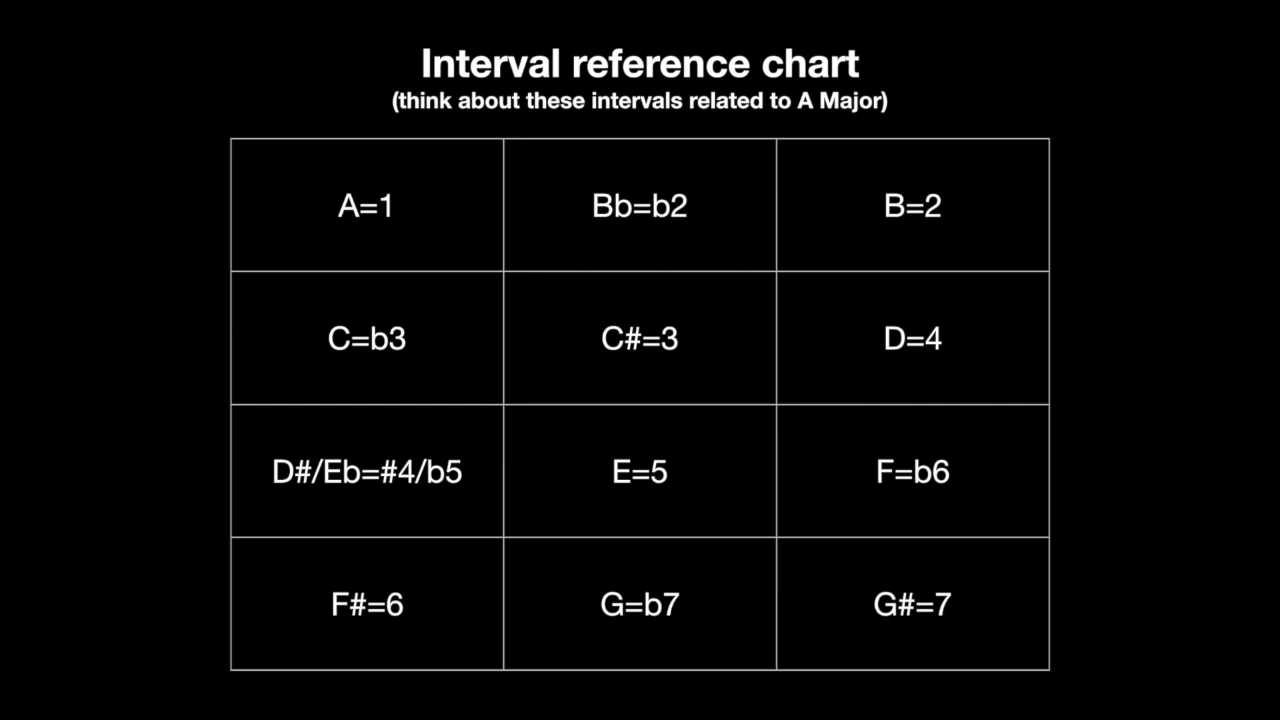 Interval reference chart
(think about these intervals related to A Major)
A=1
Bb=b2
B=2
C=b3
C#=3
D=4
D#/Eb=#4/b5
E=5
F=b6
F#=6
G=b7
G#=7